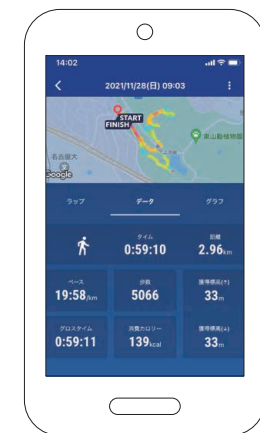 14:02
2021/11/28(日) 09:03
START
FINISH
東山動植物園
名古屋大
Google
ラップ データ グラフ
タイム 距離
0:59:10 2.96km
ペース 歩数 獲得標高(↑)
19:58/km 5066 33m
グロスタイム 消費カロリー 獲得標高(↓)
0:59:11 139kcal 33m